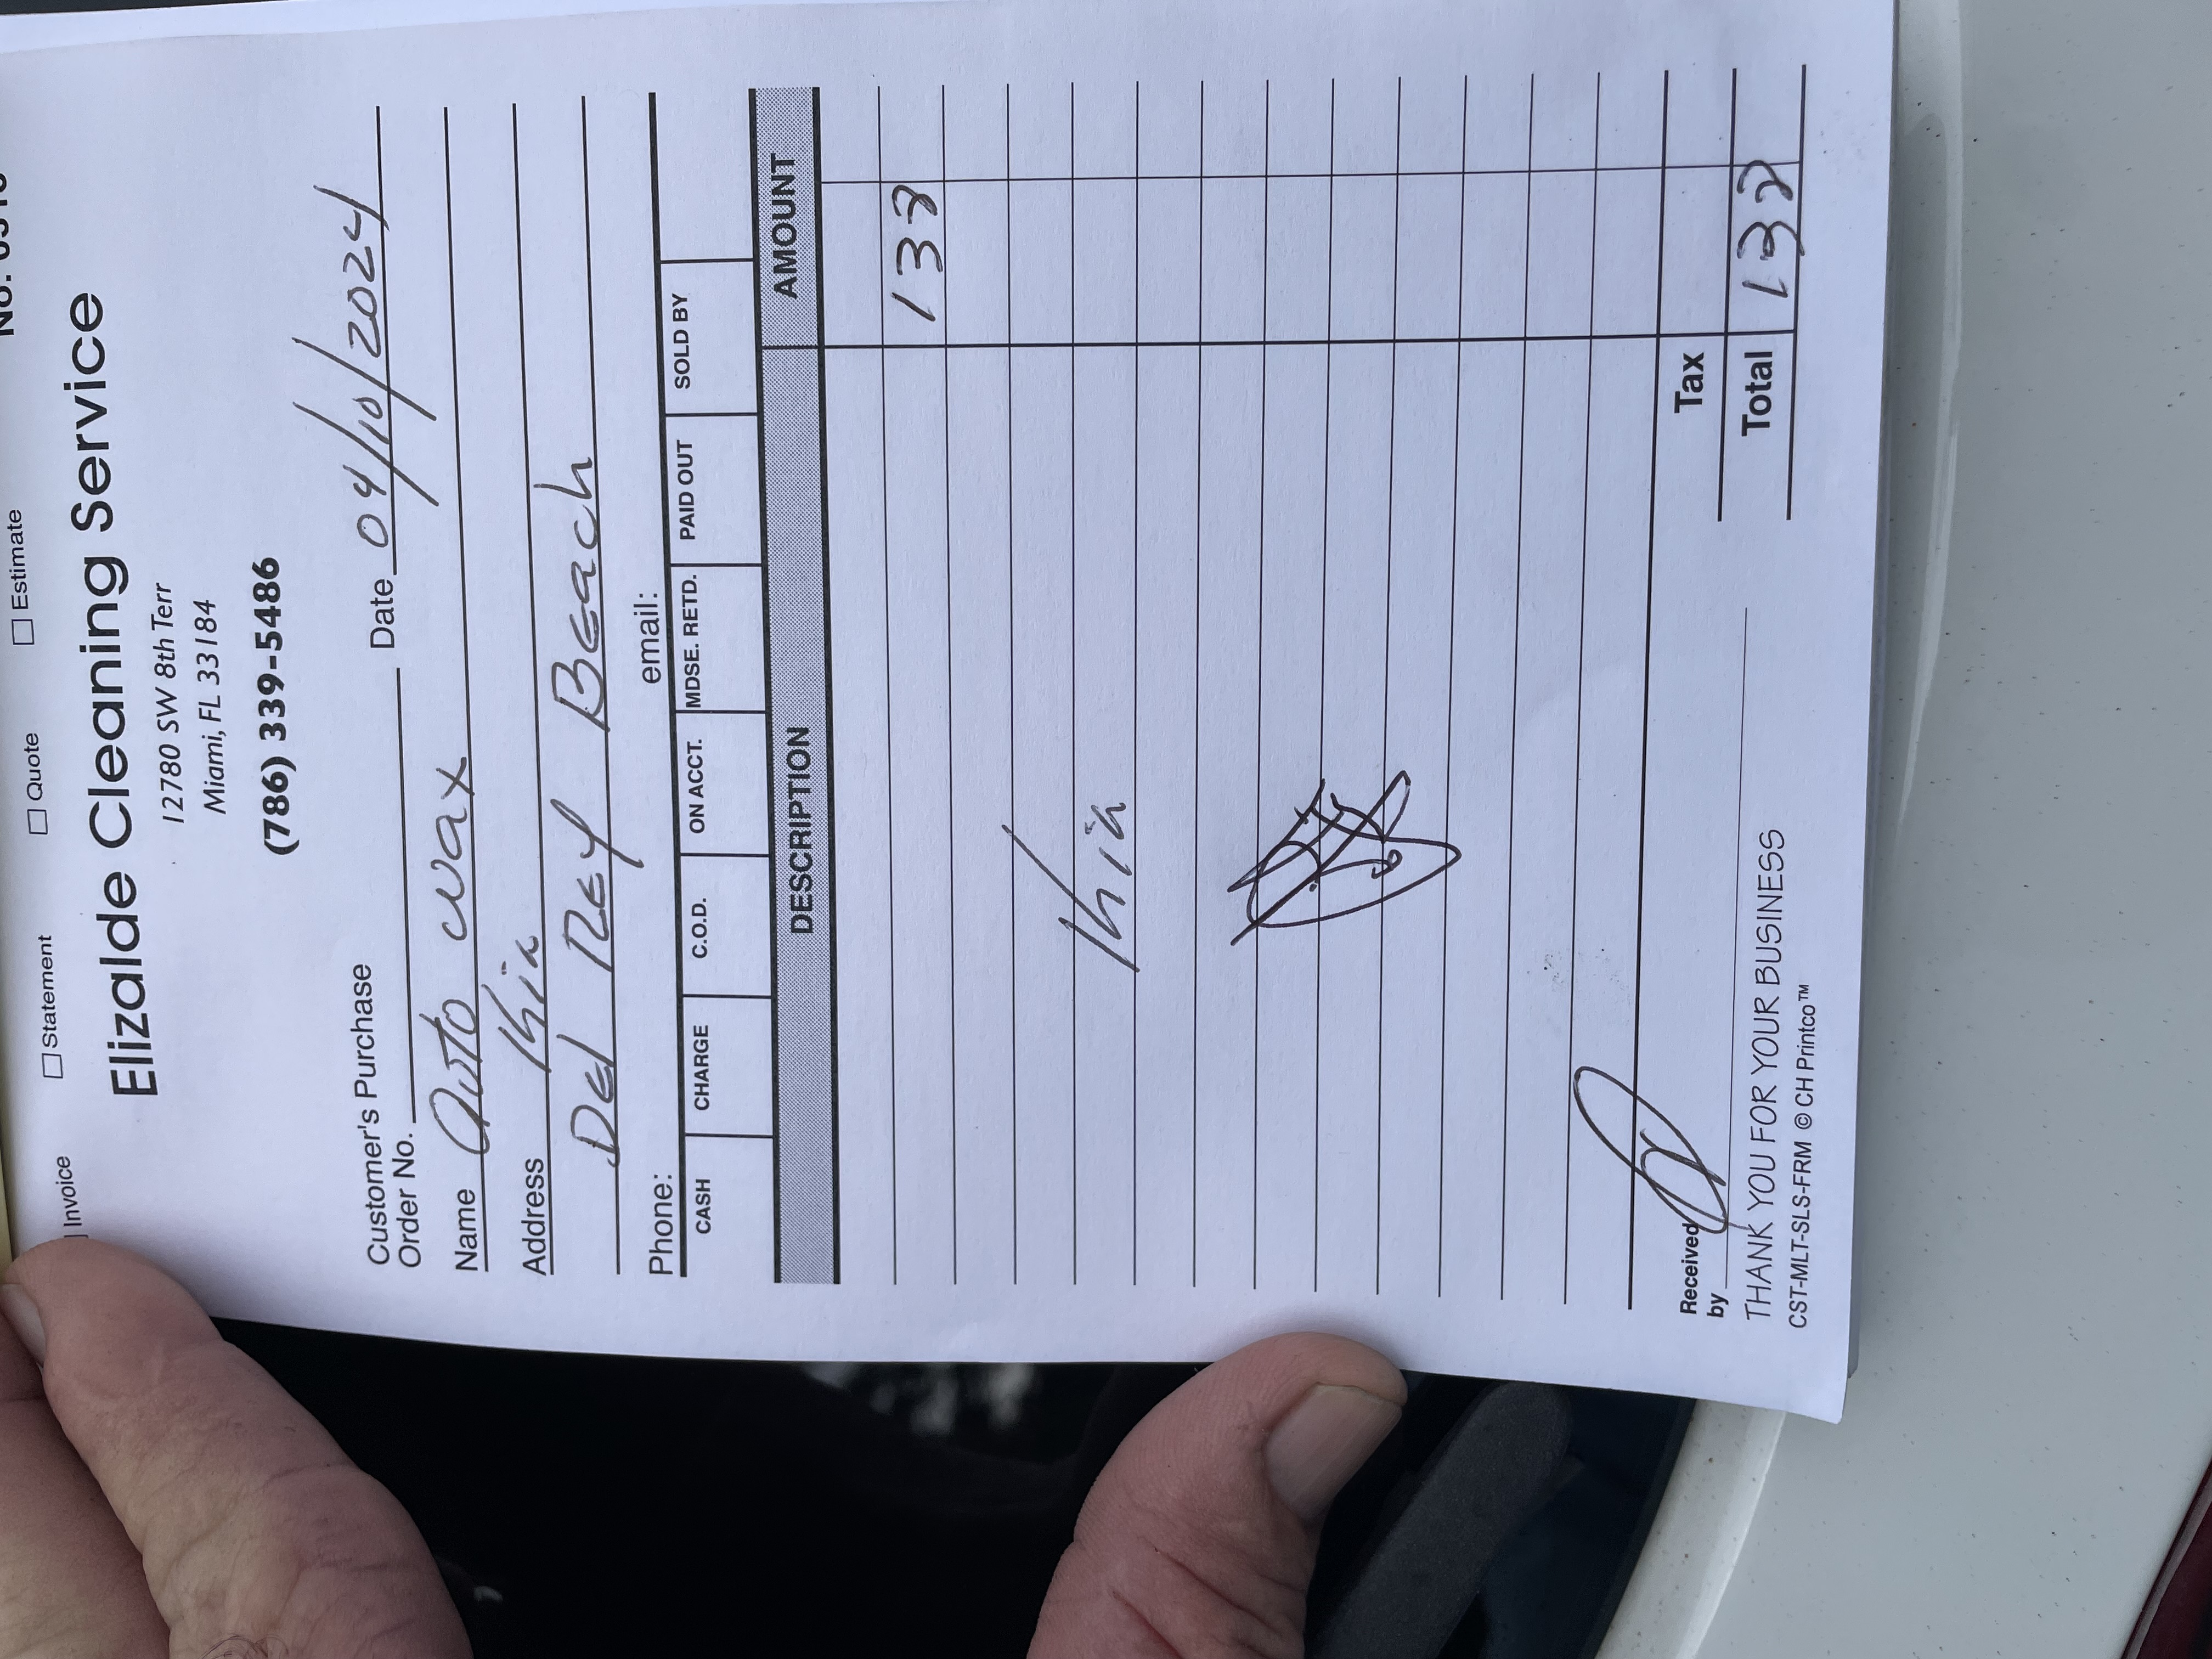 ☐ Invoice ☐ Statement ☐ Quote ☐ Estimate
Elizalde Cleaning Service
12780 SW 8th Terr
Miami, FL 33184
(786) 339-5486
Customer's Purchase
Order No. Date 04/10/2024
Name Auto wax
Address Khia
Del Rey Beach
Phone: email:
CASH CHARGE C.O.D. ON ACCT. MDSE. RETD. PAID OUT SOLD BY
DESCRIPTION AMOUNT
Khia
Tax
Received
by Total
THANK YOU FOR YOUR BUSINESS
CST-MLT-SLS-FRM © CH Printco™